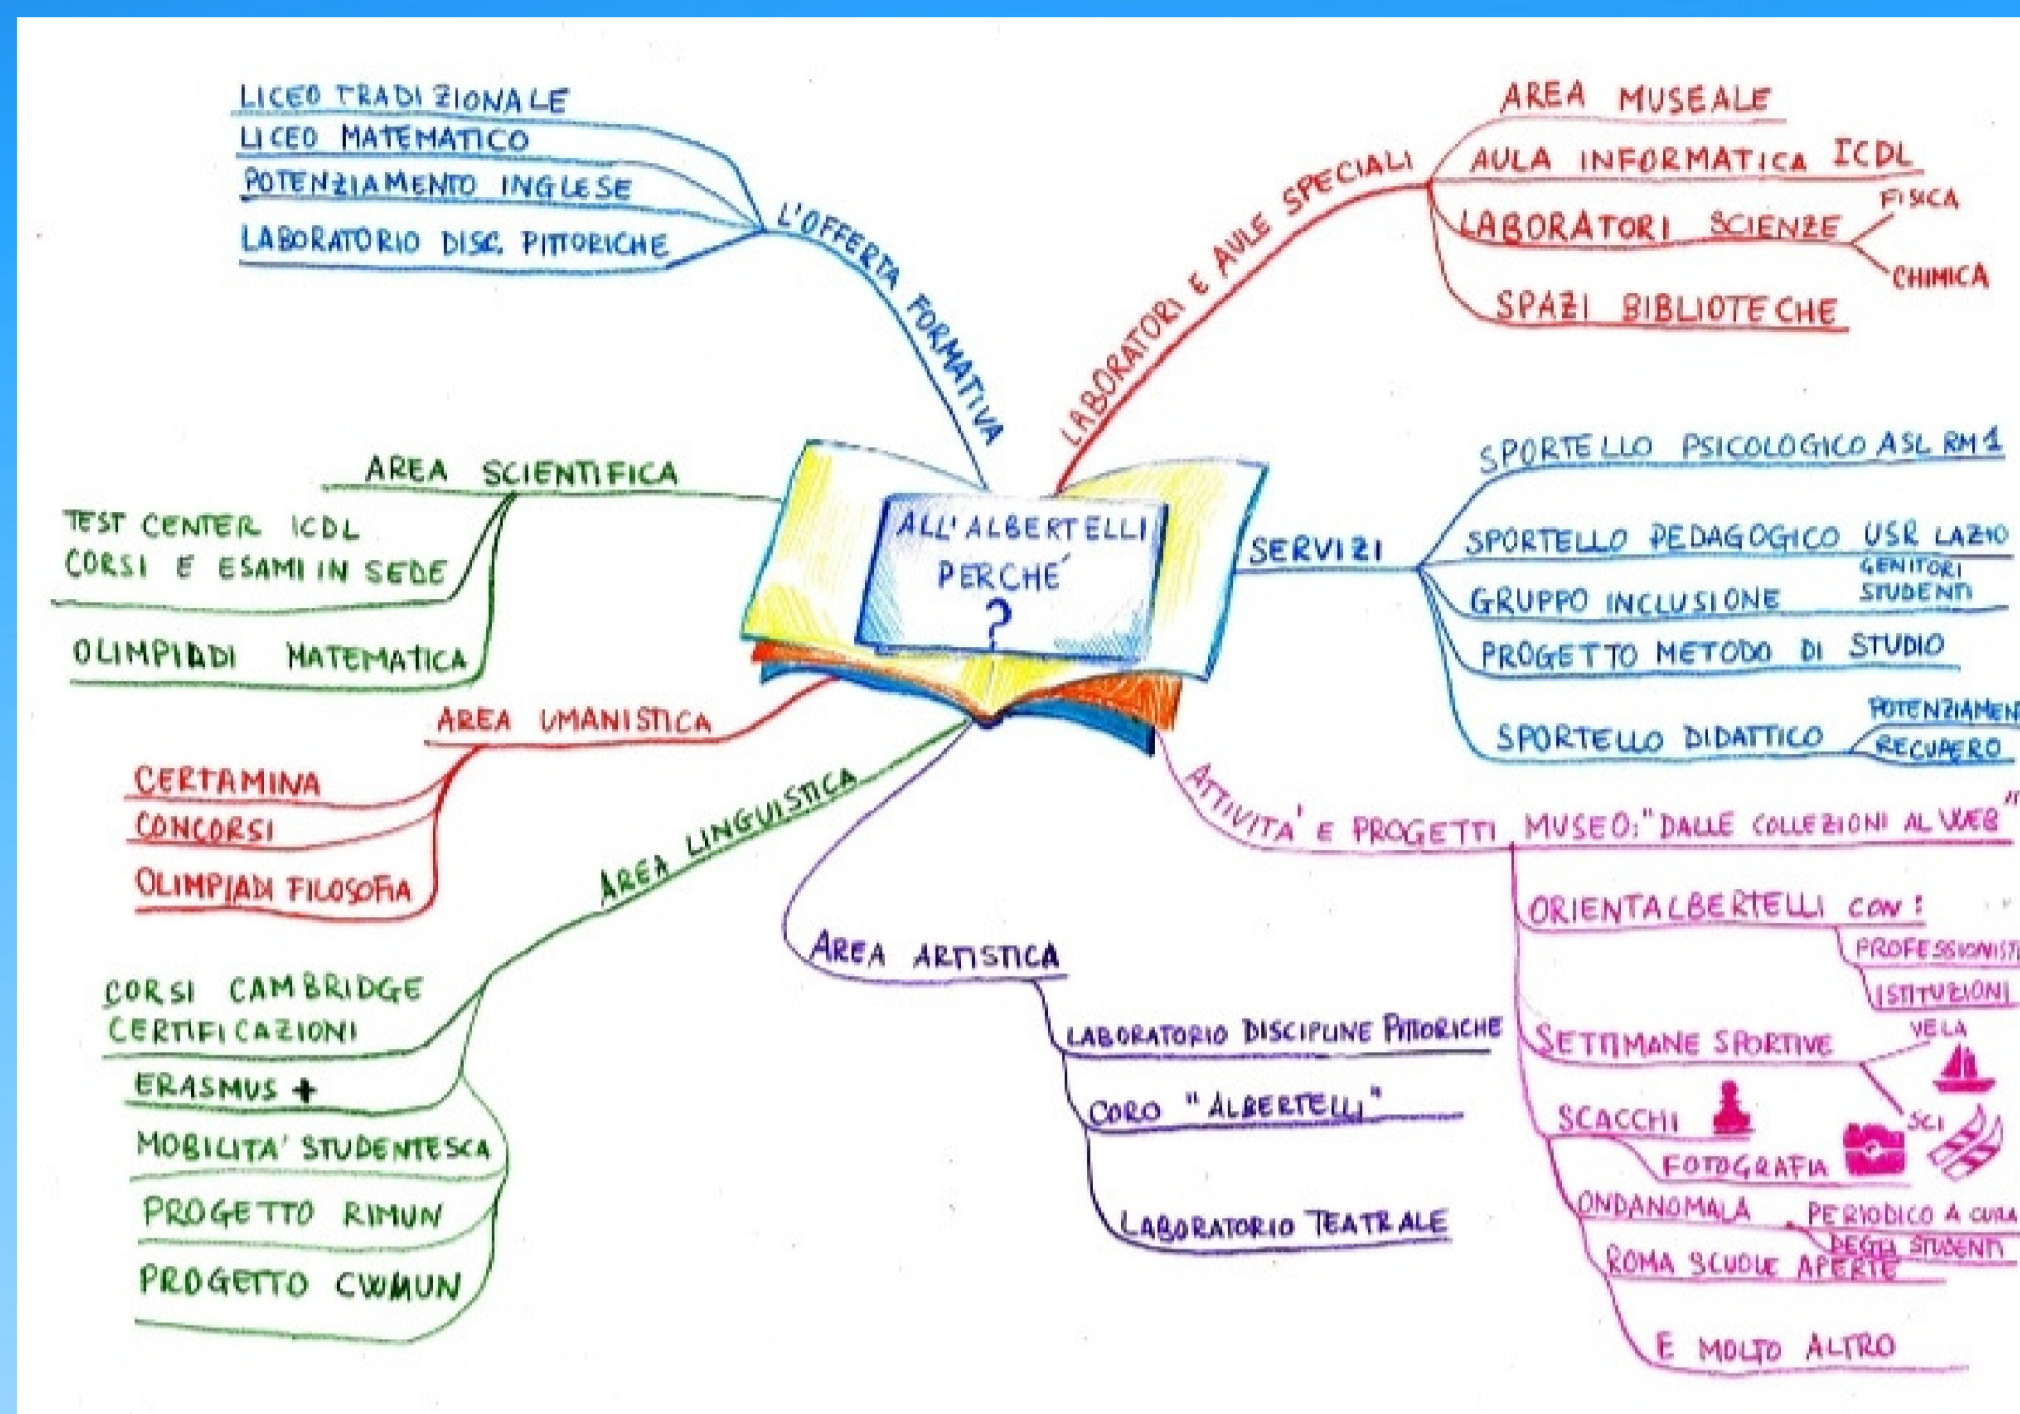 LICEO TRADIZIONALE
LICEO MATEMATICO
POTENZIAMENTO INGLESE
LABORATORIO DISC. PITTORICHE
L'OFFERTA FORMATIVA
LABORATORI E AULE SPECIALI
AREA MUSEALE
AULA INFORMATICA ICDL
LABORATORI SCIENZE
FISICA
CHIMICA
SPAZI BIBLIOTECHE
ALL'ALBERTELLI
PERCHÉ
?
AREA SCIENTIFICA
TEST CENTER ICDL
CORSI E ESAMI IN SEDE
OLIMPIADI MATEMATICA
SERVIZI
SPORTELLO PSICOLOGICO ASL RM1
SPORTELLO PEDAGOGICO USR LAZIO
GRUPPO INCLUSIONE
GENITORI
STUDENTI
PROGETTO METODO DI STUDIO
SPORTELLO DIDATTICO
POTENZIAMEN
RECUPERO
AREA UMANISTICA
CERTAMINA
CONCORSI
OLIMPIADI FILOSOFIA
AREA LINGUISTICA
CORSI CAMBRIDGE
CERTIFICAZIONI
ERASMUS +
MOBILITA' STUDENTESCA
PROGETTO RIMUN
PROGETTO CWMUN
AREA ARTISTICA
LABORATORIO DISCIPLINE PITTORICHE
CORO "ALBERTELLI"
LABORATORIO TEATRALE
ATTIVITA' E PROGETTI
MUSEO: "DALLE COLLEZIONI AL WEB"
ORIENTALBERTELLI CON:
PROFESSIONISTI
ISTITUZIONI
SETTIMANE SPORTIVE
VELA
SCI
SCACCHI
FOTOGRAFIA
ONDANOMALA
PERIODICO A CURA
DEGLI STUDENTI
ROMA SCUOLE APERTE
E MOLTO ALTRO